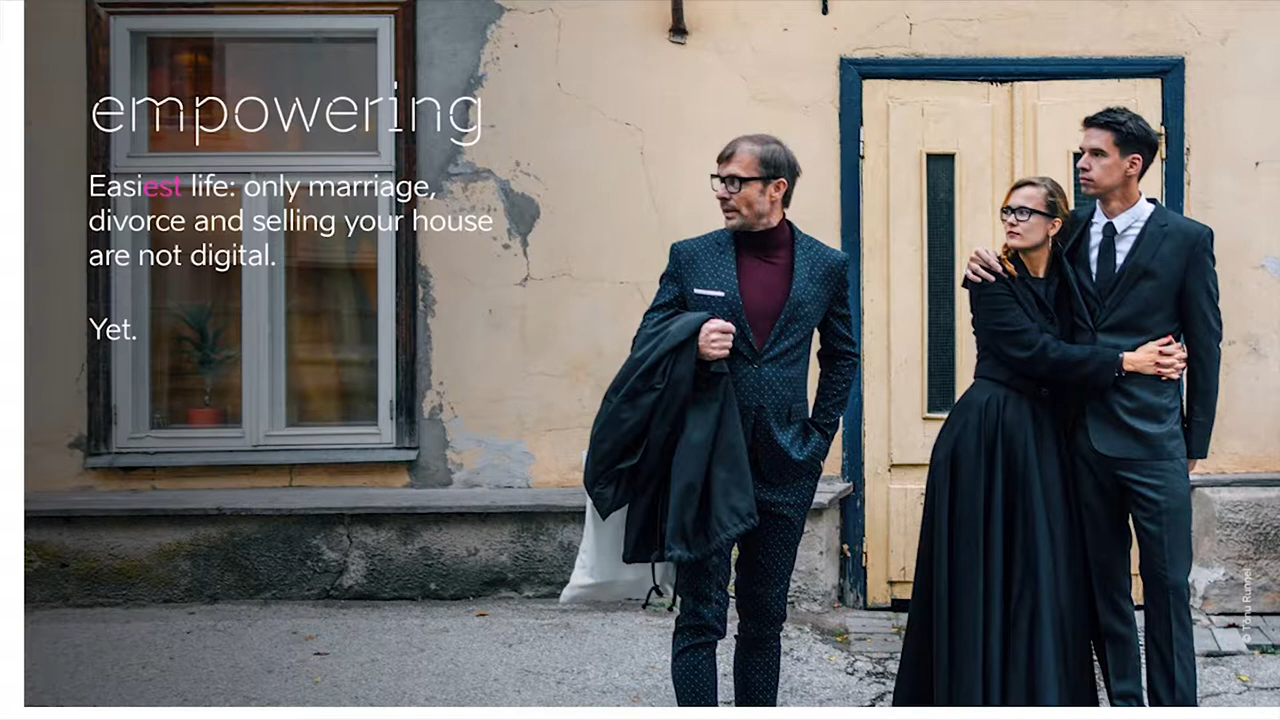 empowering
Easiest life: only marriage,
divorce and selling your house
are not digital.
Yet.
© Tõnu Runnel